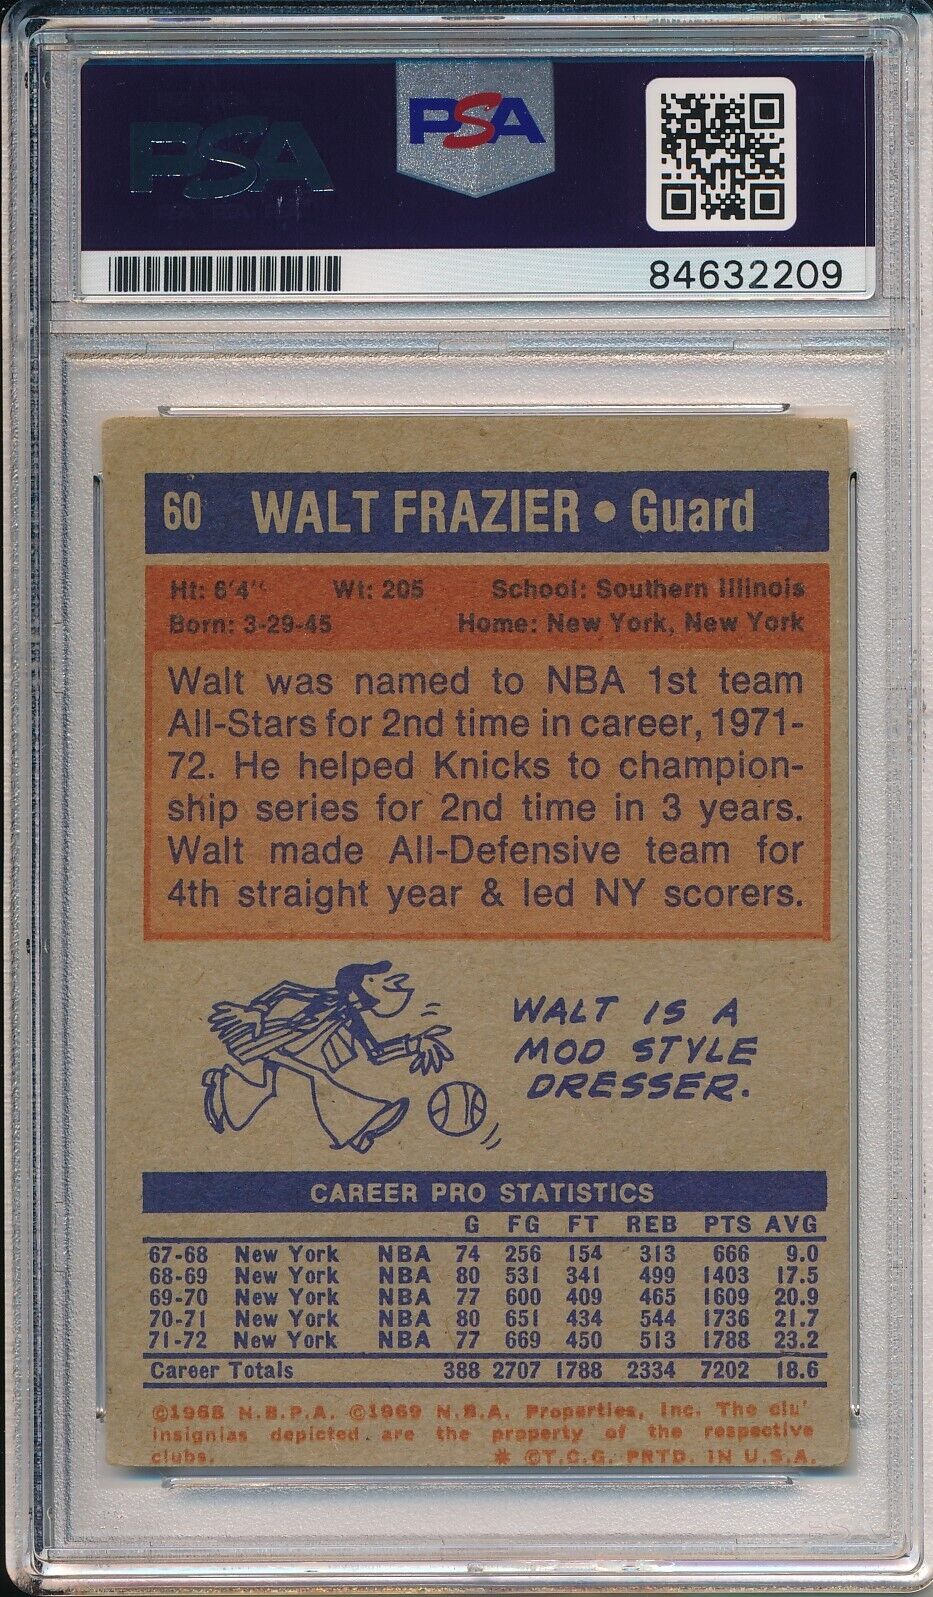 PSA
PSA
84632209
60 WALT FRAZIER • Guard
Ht: 6'4" Wt: 205 School: Southern Illinois
Born: 3-29-45 Home: New York, New York
Walt was named to NBA 1st team
All-Stars for 2nd time in career, 1971-
72. He helped Knicks to champion-
ship series for 2nd time in 3 years.
Walt made All-Defensive team for
4th straight year & led NY scorers.
WALT IS A
MOD STYLE
DRESSER.
CAREER PRO STATISTICS
G FG FT REB PTS AVG
67-68 New York NBA 74 256 154 313 666 9.0
68-69 New York NBA 80 531 341 499 1403 17.5
69-70 New York NBA 77 600 409 465 1609 20.9
70-71 New York NBA 80 651 434 544 1736 21.7
71-72 New York NBA 77 669 450 513 1788 23.2
Career Totals 388 2707 1788 2334 7202 18.6
©1968 N.B.P.A. ©1969 N.B.A. Properties, Inc. The clu'
insignias depicted are the property of the respective
clubs. * ©T.C.G. PRTD. IN U.S.A.